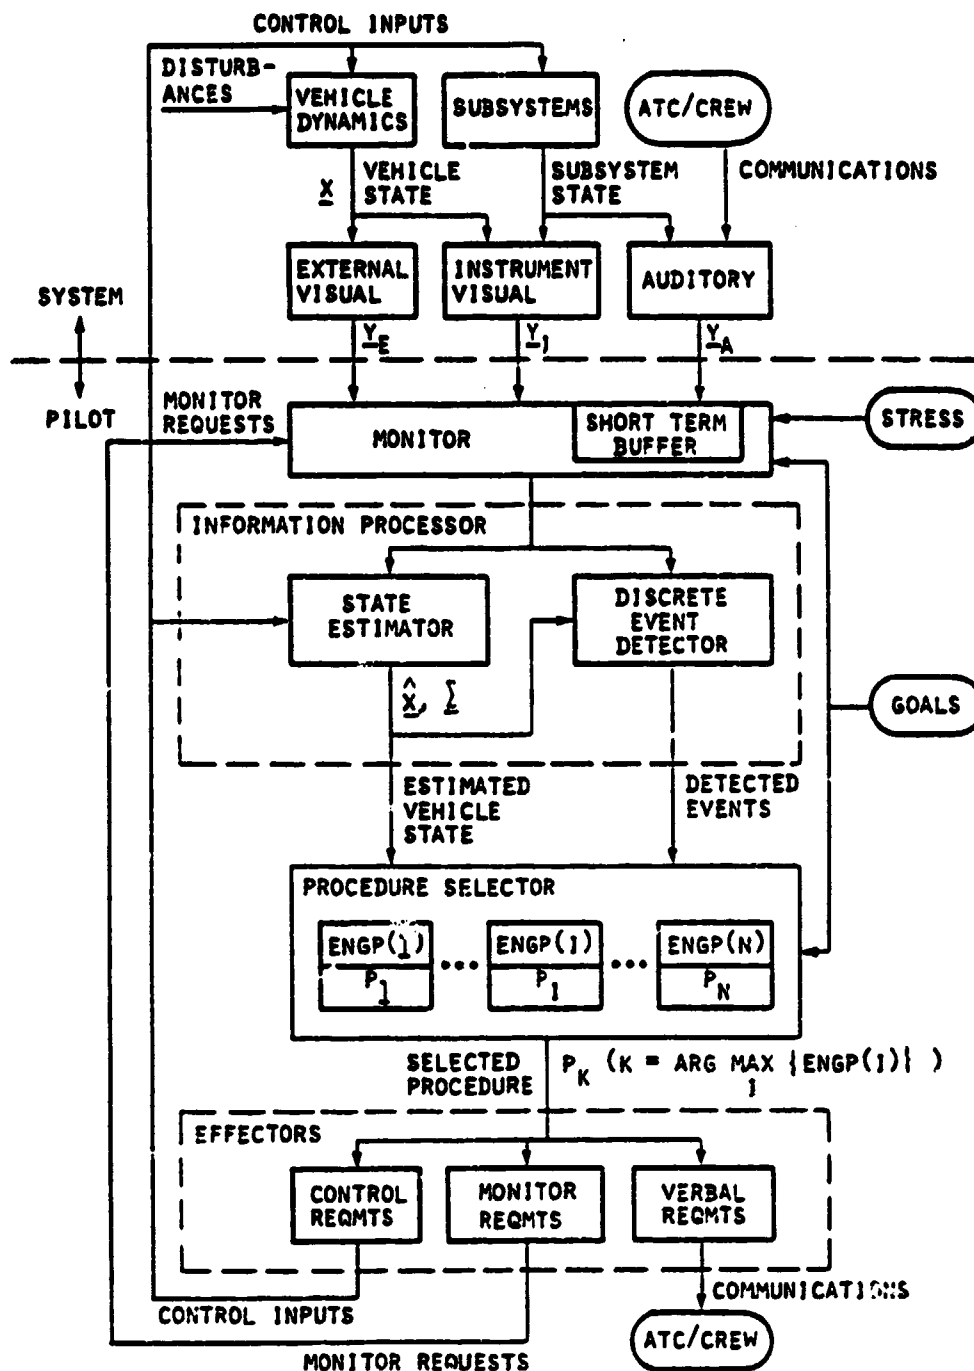 CONTROL INPUTS
DISTURB-
ANCES
VEHICLE
DYNAMICS
SUBSYSTEMS
ATC/CREW
X
VEHICLE
STATE
SUBSYSTEM
STATE
COMMUNICATIONS
EXTERNAL
VISUAL
INSTRUMENT
VISUAL
AUDITORY
SYSTEM
Y_E
Y_I
Y_A
PILOT
MONITOR
REQUESTS
MONITOR
SHORT TERM
BUFFER
STRESS
INFORMATION PROCESSOR
STATE
ESTIMATOR
DISCRETE
EVENT
DETECTOR
X̂, Σ
GOALS
ESTIMATED
VEHICLE
STATE
DETECTED
EVENTS
PROCEDURE SELECTOR
ENGP(1) ••• ENGP(I) ••• ENGP(N)
P_1 P_I P_N
SELECTED
PROCEDURE
P_K (K = ARG MAX {ENGP(I)} )
I
EFFECTORS
CONTROL
REQMTS
MONITOR
REQMTS
VERBAL
REQMTS
COMMUNICATIONS
CONTROL INPUTS
ATC/CREW
MONITOR REQUESTS